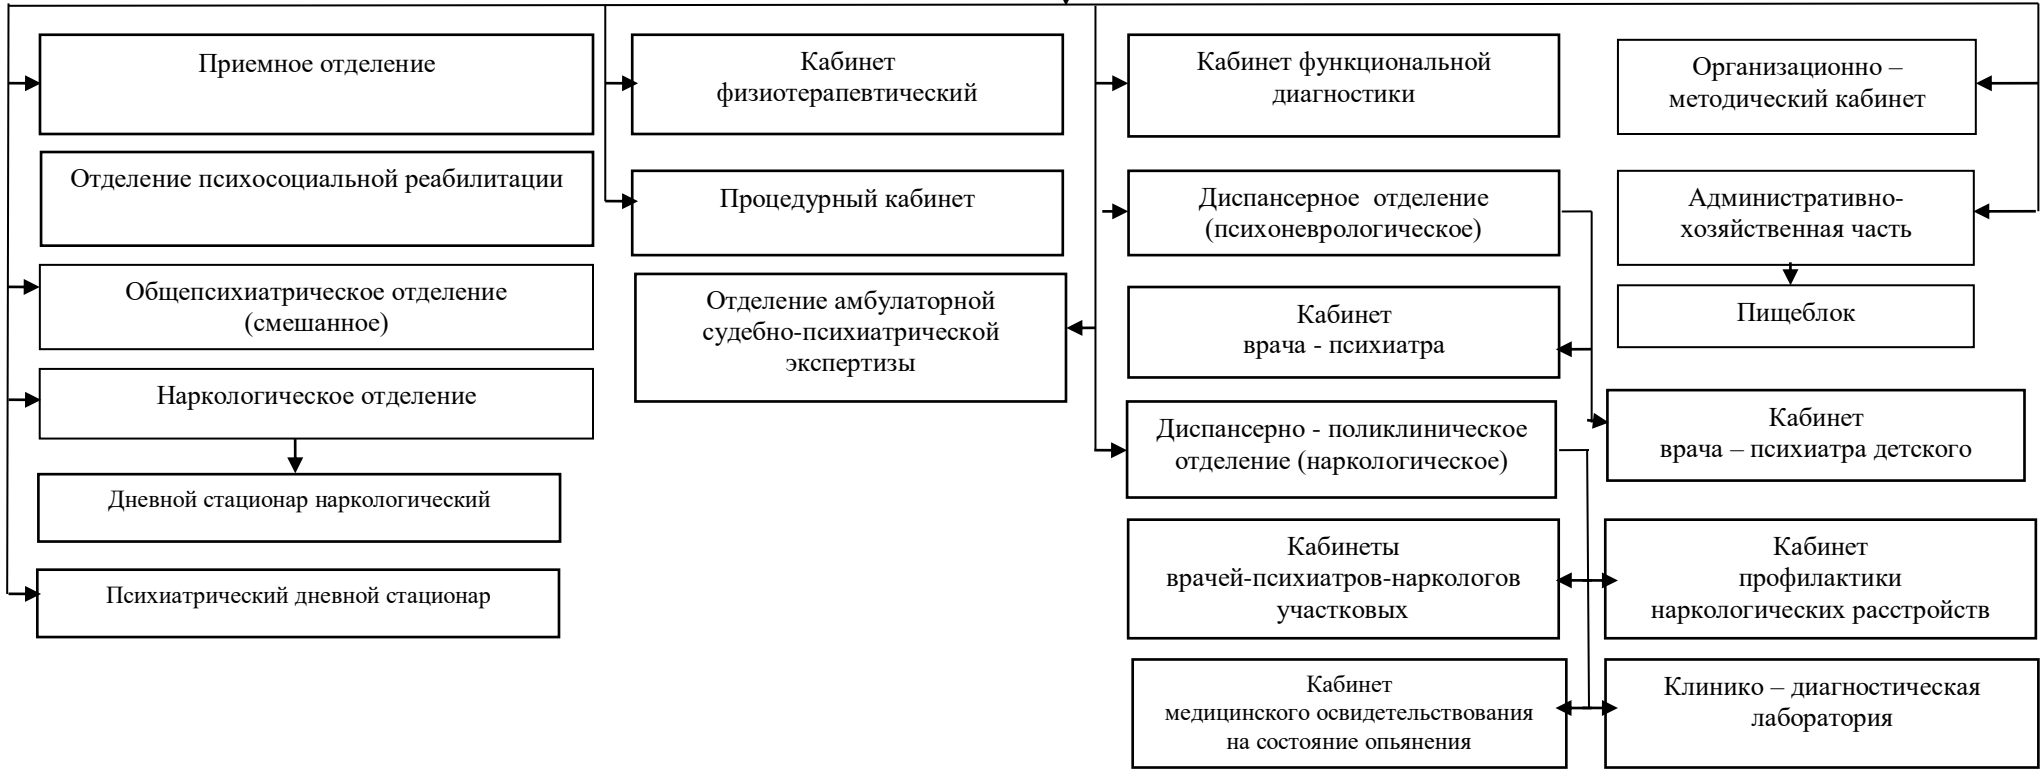 Приемное отделение
Отделение психосоциальной реабилитации
Общепсихиатрическое отделение
(смешанное)
Наркологическое отделение
Дневной стационар наркологический
Психиатрический дневной стационар
Кабинет
физиотерапевтический
Процедурный кабинет
Отделение амбулаторной
судебно-психиатрической
экспертизы
Кабинет функциональной
диагностики
Диспансерное отделение
(психоневрологическое)
Кабинет
врача - психиатра
Диспансерно - поликлиническое
отделение (наркологическое)
Кабинеты
врачей-психиатров-наркологов
участковых
Кабинет
медицинского освидетельствования
на состояние опьянения
Организационно –
методический кабинет
Административно-
хозяйственная часть
Пищеблок
Кабинет
врача – психиатра детского
Кабинет
профилактики
наркологических расстройств
Клинико – диагностическая
лаборатория